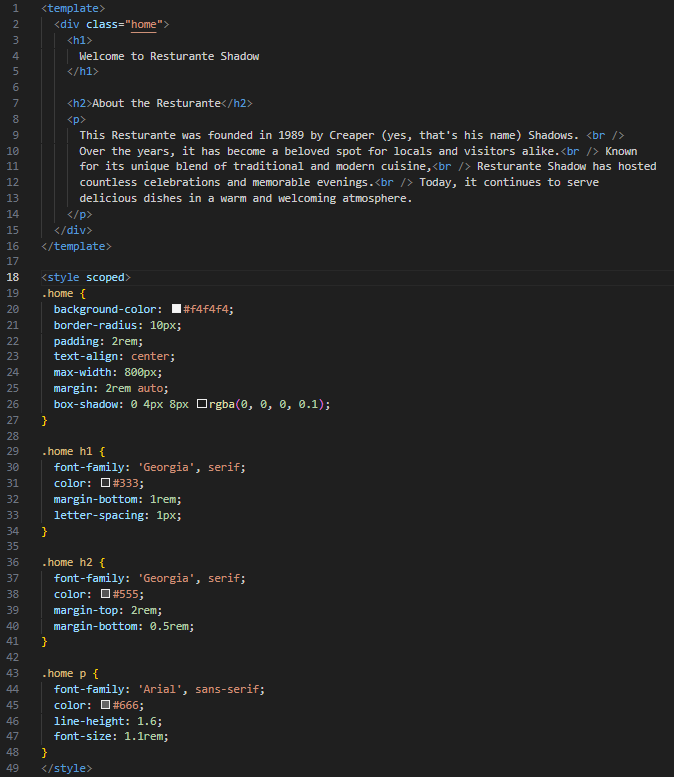 1 <template>
2 <div class="home">
3 <h1>
4 Welcome to Resturante Shadow
5 </h1>
6
7 <h2>About the Resturante</h2>
8 <p>
9 This Resturante was founded in 1989 by Creaper (yes, that's his name) Shadows. <br />
10 Over the years, it has become a beloved spot for locals and visitors alike.<br /> Known
11 for its unique blend of traditional and modern cuisine,<br /> Resturante Shadow has hosted
12 countless celebrations and memorable evenings.<br /> Today, it continues to serve
13 delicious dishes in a warm and welcoming atmosphere.
14 </p>
15 </div>
16 </template>
17
18 <style scoped>
19 .home {
20 background-color: #f4f4f4;
21 border-radius: 10px;
22 padding: 2rem;
23 text-align: center;
24 max-width: 800px;
25 margin: 2rem auto;
26 box-shadow: 0 4px 8px rgba(0, 0, 0, 0.1);
27 }
28
29 .home h1 {
30 font-family: 'Georgia', serif;
31 color: #333;
32 margin-bottom: 1rem;
33 letter-spacing: 1px;
34 }
35
36 .home h2 {
37 font-family: 'Georgia', serif;
38 color: #555;
39 margin-top: 2rem;
40 margin-bottom: 0.5rem;
41 }
42
43 .home p {
44 font-family: 'Arial', sans-serif;
45 color: #666;
46 line-height: 1.6;
47 font-size: 1.1rem;
48 }
49 </style>